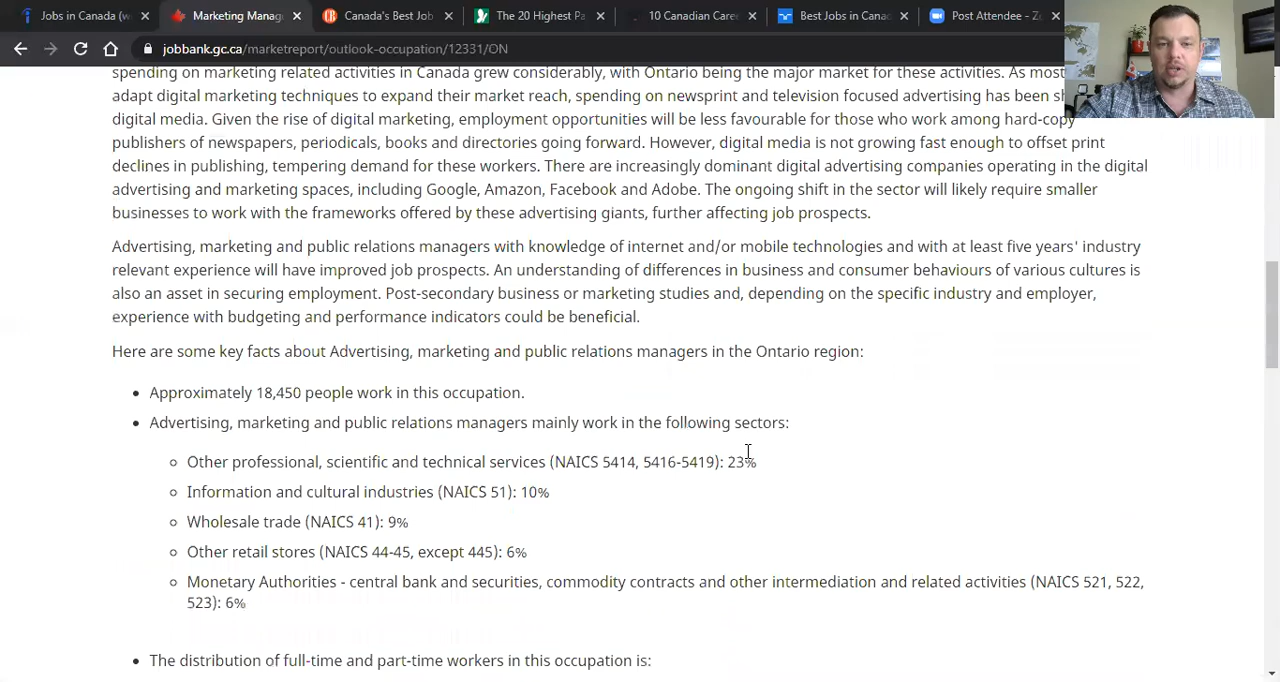 Jobs in Canada (w
Marketing Manag
Canada's Best Job
The 20 Highest Pa
10 Canadian Caree
Best Jobs in Canad
Post Attendee - Z
jobbank.gc.ca/marketreport/outlook-occupation/12331/ON
spending on marketing related activities in Canada grew considerably, with Ontario being the major market for these activities. As most
adapt digital marketing techniques to expand their market reach, spending on newsprint and television focused advertising has been sh
digital media. Given the rise of digital marketing, employment opportunities will be less favourable for those who work among hard-copy
publishers of newspapers, periodicals, books and directories going forward. However, digital media is not growing fast enough to offset print
declines in publishing, tempering demand for these workers. There are increasingly dominant digital advertising companies operating in the digital
advertising and marketing spaces, including Google, Amazon, Facebook and Adobe. The ongoing shift in the sector will likely require smaller
businesses to work with the frameworks offered by these advertising giants, further affecting job prospects.
Advertising, marketing and public relations managers with knowledge of internet and/or mobile technologies and with at least five years' industry
relevant experience will have improved job prospects. An understanding of differences in business and consumer behaviours of various cultures is
also an asset in securing employment. Post-secondary business or marketing studies and, depending on the specific industry and employer,
experience with budgeting and performance indicators could be beneficial.
Here are some key facts about Advertising, marketing and public relations managers in the Ontario region:
Approximately 18,450 people work in this occupation.
Advertising, marketing and public relations managers mainly work in the following sectors:
Other professional, scientific and technical services (NAICS 5414, 5416-5419): 23%
Information and cultural industries (NAICS 51): 10%
Wholesale trade (NAICS 41): 9%
Other retail stores (NAICS 44-45, except 445): 6%
Monetary Authorities - central bank and securities, commodity contracts and other intermediation and related activities (NAICS 521, 522,
523): 6%
The distribution of full-time and part-time workers in this occupation is: